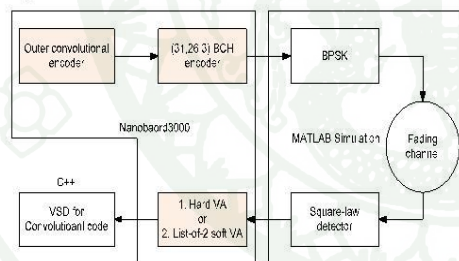 Outer convolutional
encoder
(31,26 3) BCH
encoder
BPSK
Nanobaord3000
MATLAB Simulation
Fading
channe
C++
VSD for
Convolutioanl code
1. Hard VA
or
2. List-of-2 soft VA
Square-law
detector